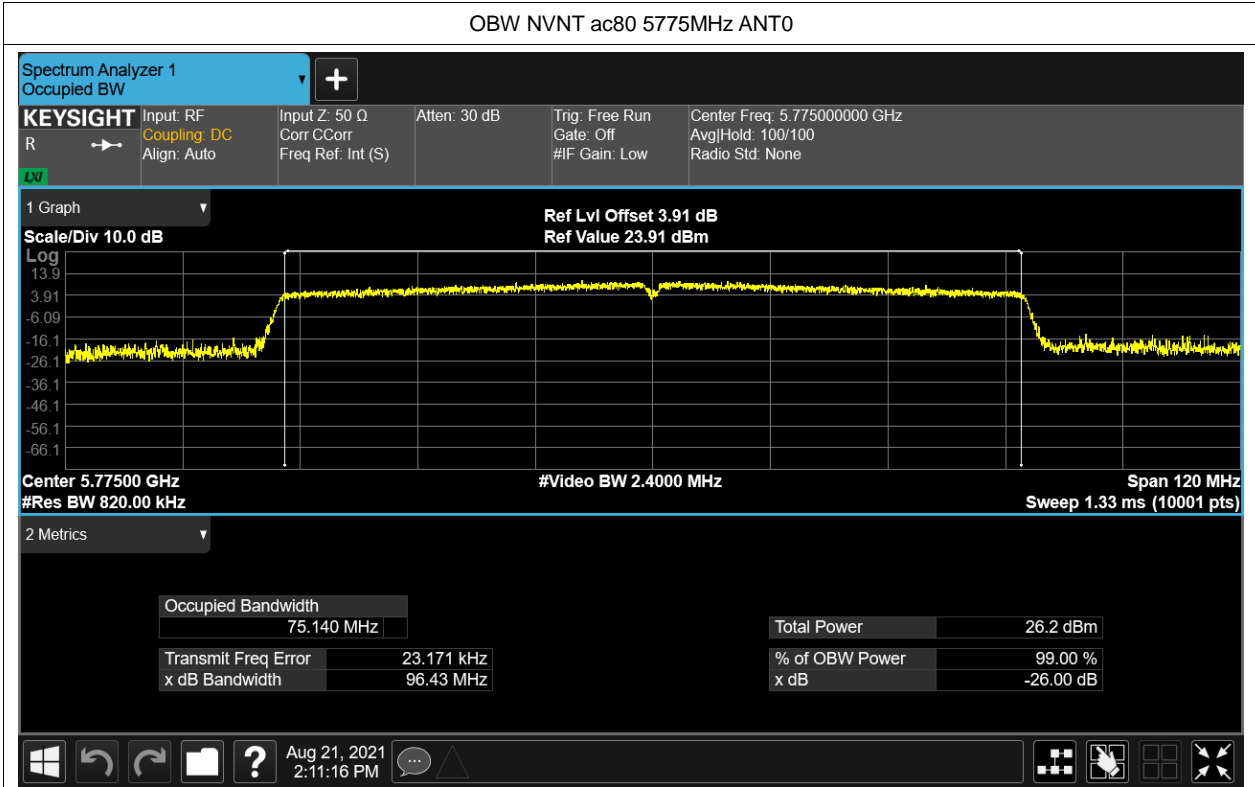 OBW NVNT ac80 5775MHz ANT0
Spectrum Analyzer 1
Occupied BW
KEYSIGHT
R
LXI
Input: RF
Coupling: DC
Align: Auto
Input Z: 50 Ω
Corr CCorr
Freq Ref: Int (S)
Atten: 30 dB
Trig: Free Run
Gate: Off
#IF Gain: Low
Center Freq: 5.775000000 GHz
Avg|Hold: 100/100
Radio Std: None
1 Graph
Scale/Div 10.0 dB
Ref Lvl Offset 3.91 dB
Ref Value 23.91 dBm
Log
13.9
3.91
-6.09
-16.1
-26.1
-36.1
-46.1
-56.1
-66.1
Center 5.77500 GHz
#Res BW 820.00 kHz
#Video BW 2.4000 MHz
Span 120 MHz
Sweep 1.33 ms (10001 pts)
2 Metrics
Occupied Bandwidth
75.140 MHz
Transmit Freq Error 23.171 kHz
x dB Bandwidth 96.43 MHz
Total Power 26.2 dBm
% of OBW Power 99.00 %
x dB -26.00 dB
?
Aug 21, 2021
2:11:16 PM